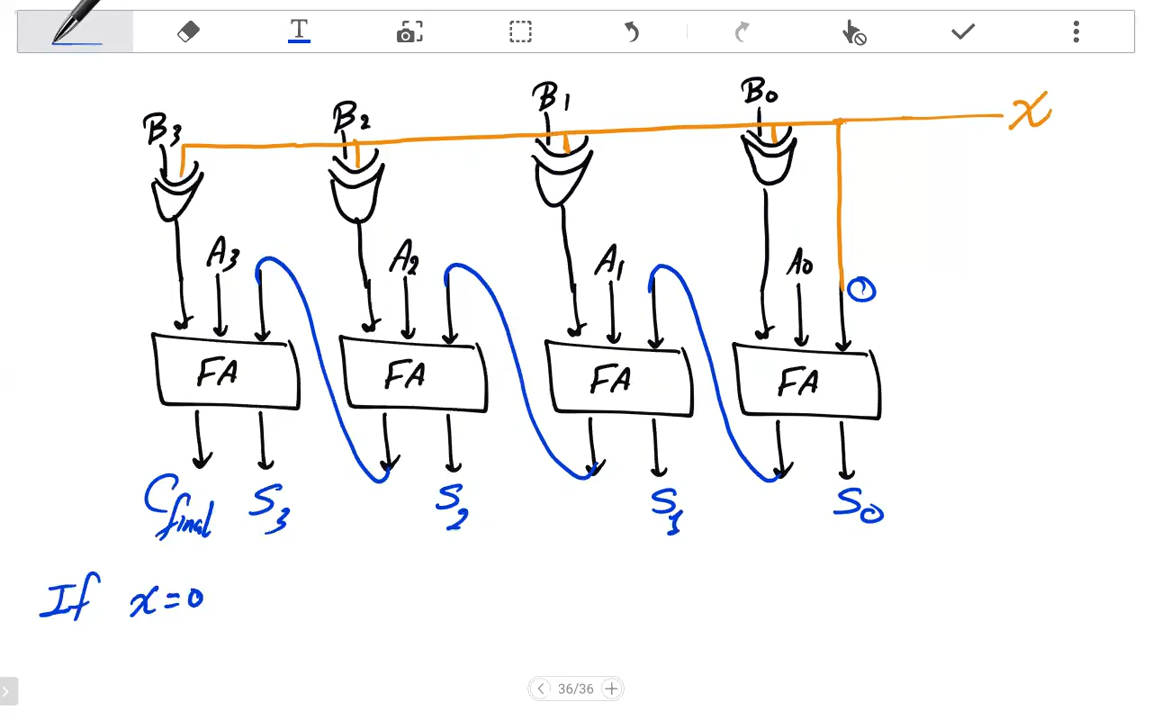 T
B3 B2 B1 B0 x
A3 A2 A1 A0 0
FA FA FA FA
Cfinal S3 S2 S1 S0
If x=0
36/36